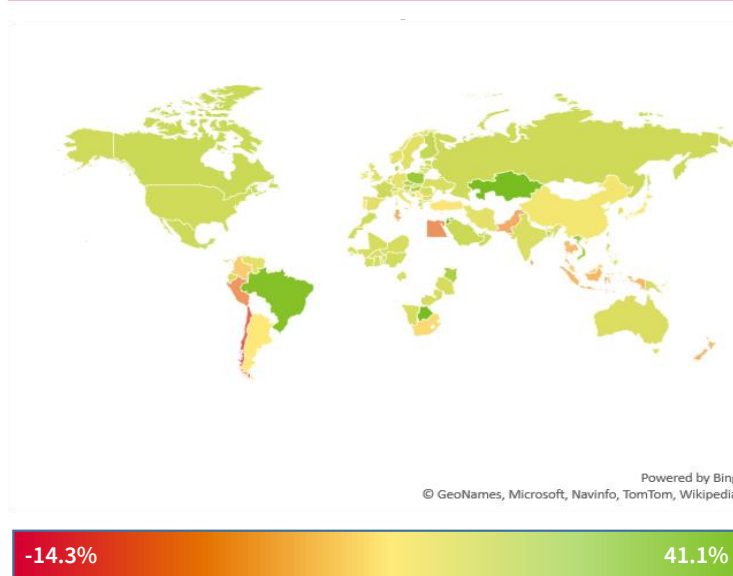 Powered by Bing
© GeoNames, Microsoft, Navinfo, TomTom, Wikipedia
-14.3% 41.1%